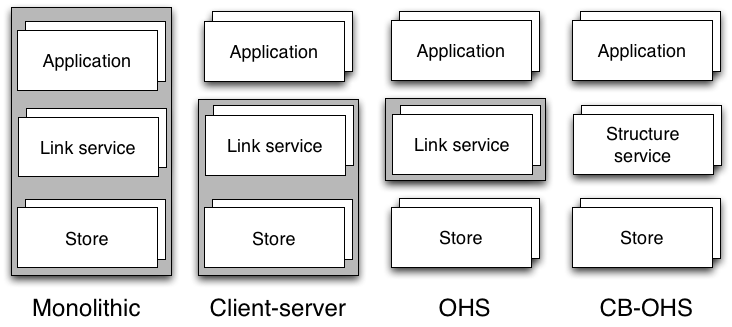 Application
Application
Application
Application
Link service
Link service
Link service
Structure
service
Store
Store
Store
Store
Monolithic
Client-server
OHS
CB-OHS